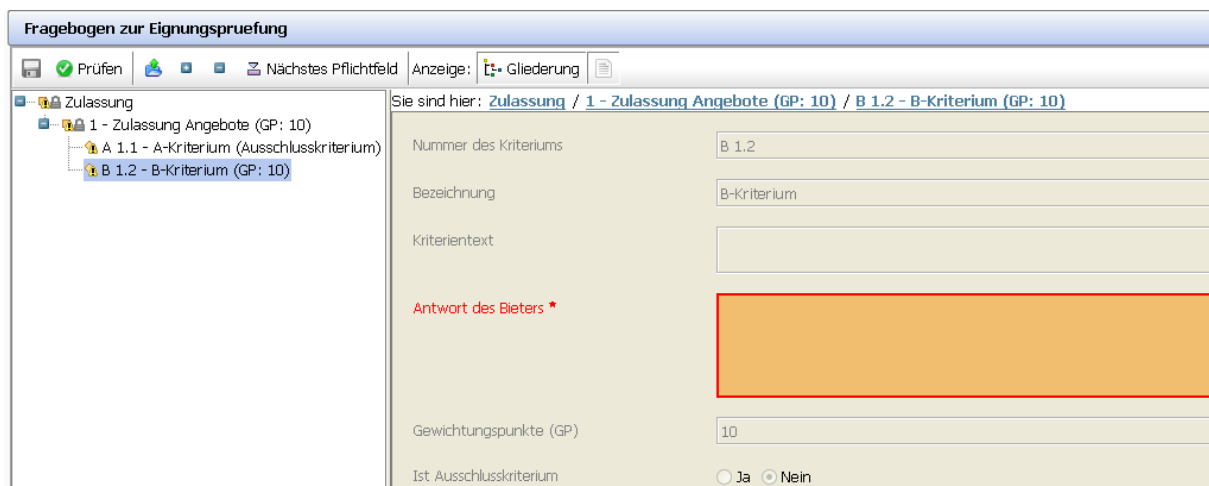 Fragebogen zur Eignungspruefung
Prüfen Nächstes Pflichtfeld Anzeige: Gliederung
Zulassung
1 - Zulassung Angebote (GP: 10)
A 1.1 - A-Kriterium (Ausschlusskriterium)
B 1.2 - B-Kriterium (GP: 10)
Sie sind hier: Zulassung / 1 - Zulassung Angebote (GP: 10) / B 1.2 - B-Kriterium (GP: 10)
Nummer des Kriteriums B 1.2
Bezeichnung B-Kriterium
Kriterientext
Antwort des Bieters *
Gewichtungspunkte (GP) 10
Ist Ausschlusskriterium Ja Nein